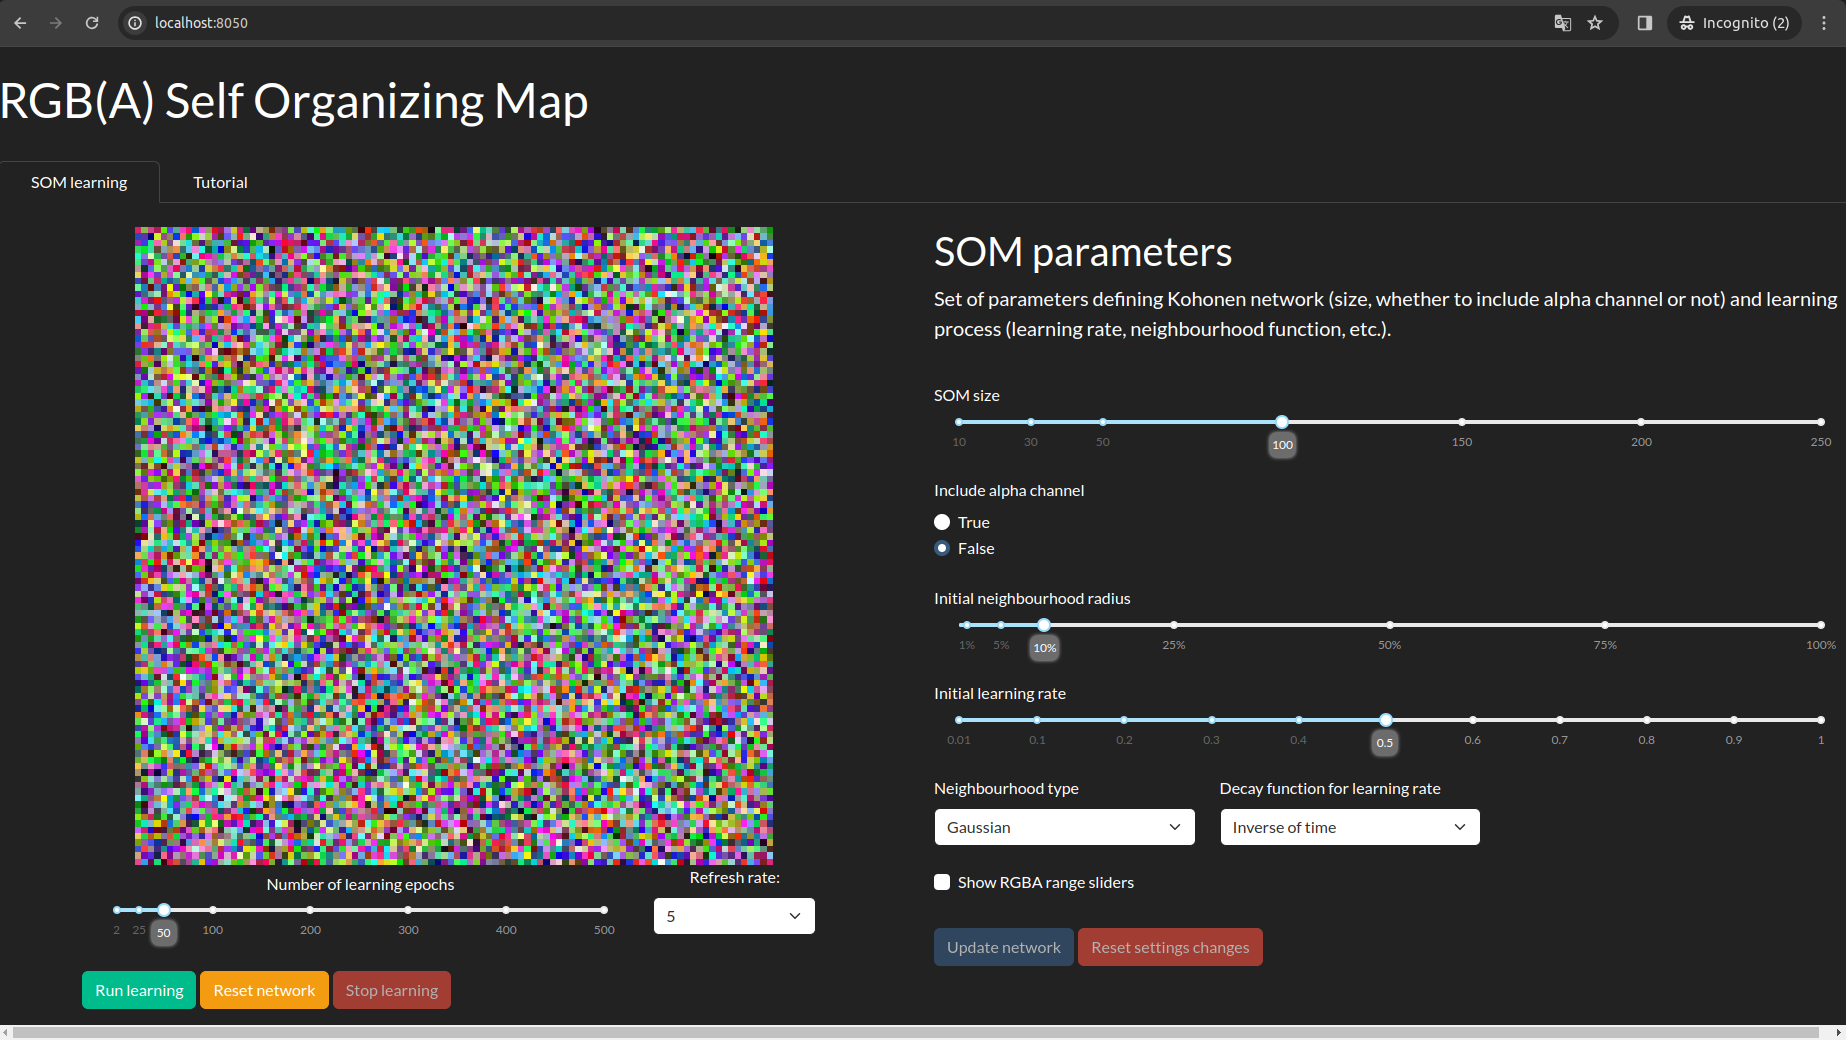 localhost:8050
Incognito (2)
RGB(A) Self Organizing Map
SOM learning
Tutorial
SOM parameters
Set of parameters defining Kohonen network (size, whether to include alpha channel or not) and learning
process (learning rate, neighbourhood function, etc.).
SOM size
10 30 50 100 150 200 250
Include alpha channel
True
False
Initial neighbourhood radius
1% 5% 10% 25% 50% 75% 100%
Initial learning rate
0.01 0.1 0.2 0.3 0.4 0.5 0.6 0.7 0.8 0.9 1
Neighbourhood type
Decay function for learning rate
Gaussian
Inverse of time
Show RGBA range sliders
Update network
Reset settings changes
Number of learning epochs
2 25 50 100 200 300 400 500
Refresh rate:
5
Run learning
Reset network
Stop learning